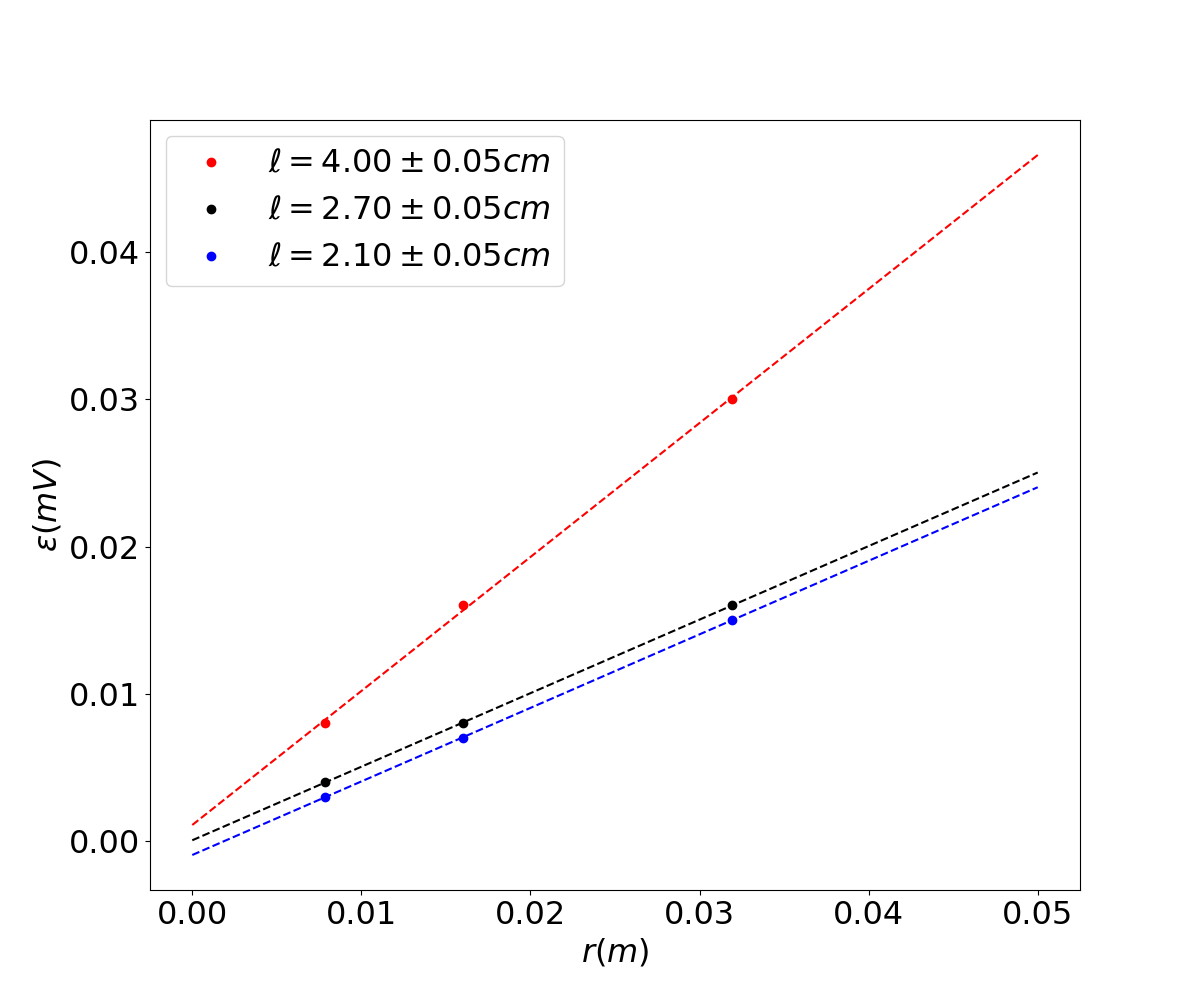 ℓ = 4.00 ± 0.05cm
ℓ = 2.70 ± 0.05cm
ℓ = 2.10 ± 0.05cm
0.04
0.03
0.02
0.01
0.00
ε(mV)
0.00 0.01 0.02 0.03 0.04 0.05
r(m)